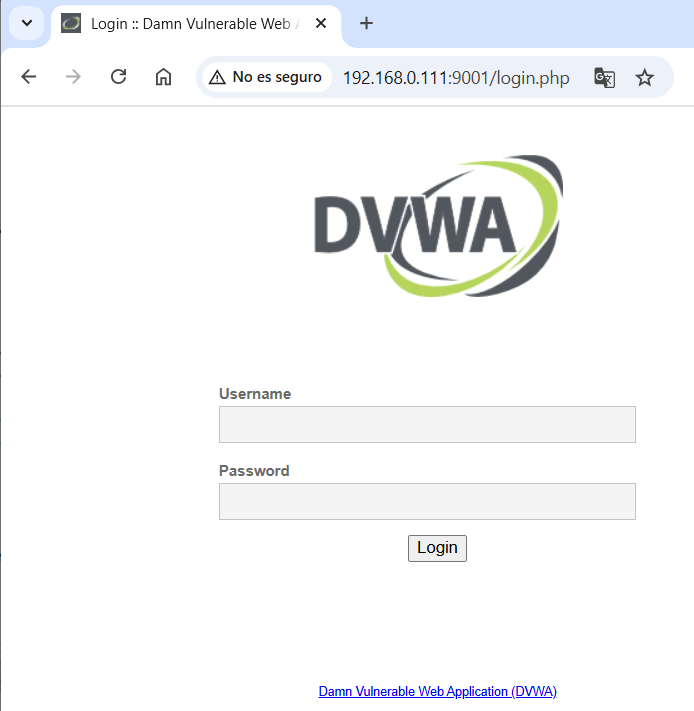 Login :: Damn Vulnerable Web
No es seguro
192.168.0.111:9001/login.php
DVWA
Username
Password
Login
Damn Vulnerable Web Application (DVWA)